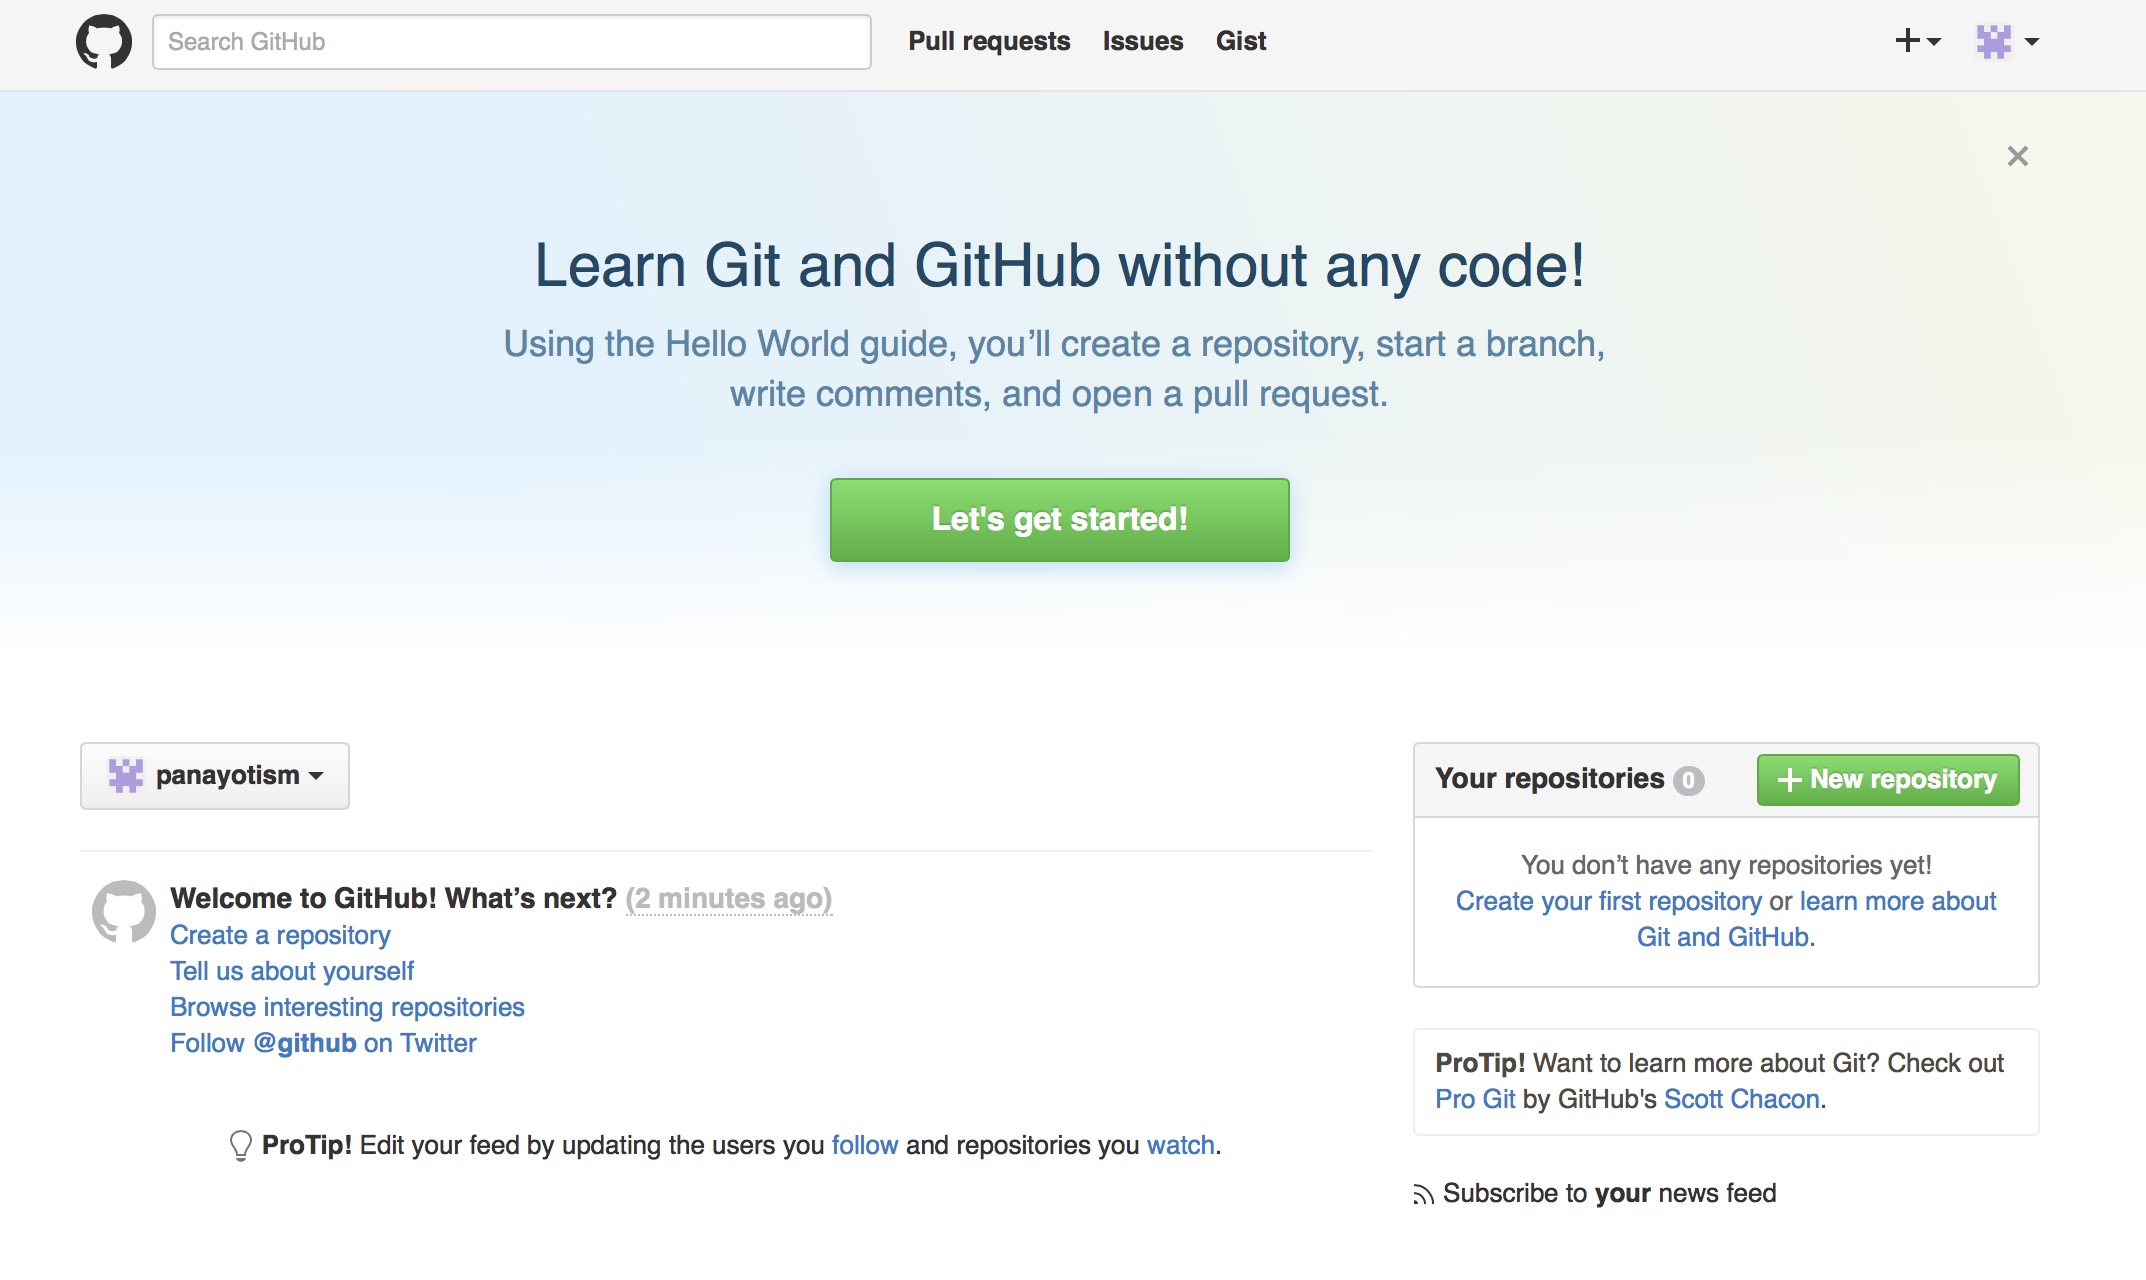 Search GitHub
Pull requests
Issues
Gist
Learn Git and GitHub without any code!
Using the Hello World guide, you’ll create a repository, start a branch,
write comments, and open a pull request.
Let's get started!
panayotism
Welcome to GitHub! What’s next? (2 minutes ago)
Create a repository
Tell us about yourself
Browse interesting repositories
Follow @github on Twitter
ProTip! Edit your feed by updating the users you follow and repositories you watch.
Your repositories 0
New repository
You don’t have any repositories yet!
Create your first repository or learn more about
Git and GitHub.
ProTip! Want to learn more about Git? Check out
Pro Git by GitHub's Scott Chacon.
Subscribe to your news feed